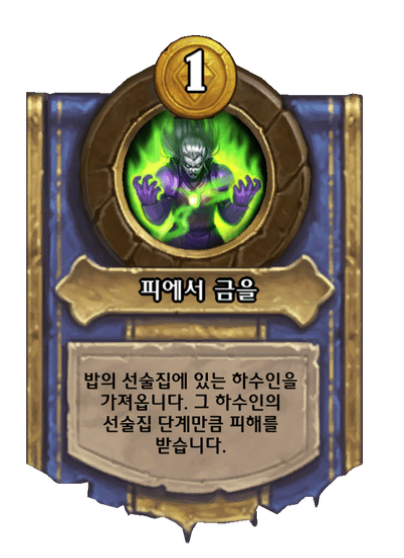 1
피에서 금을
밥의 선술집에 있는 하수인을
가져옵니다. 그 하수인의
선술집 단계만큼 피해를
받습니다.